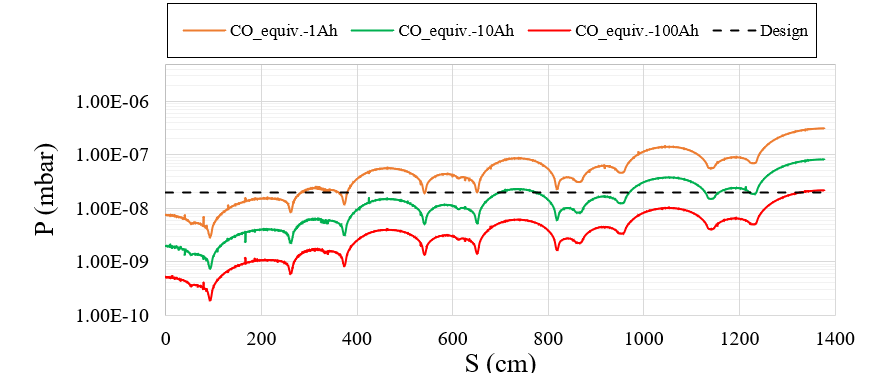 CO_equiv.-1Ah CO_equiv.-10Ah CO_equiv.-100Ah Design
1.00E-06
1.00E-07
1.00E-08
1.00E-09
1.00E-10
P (mbar)
0 200 400 600 800 1000 1200 1400
S (cm)